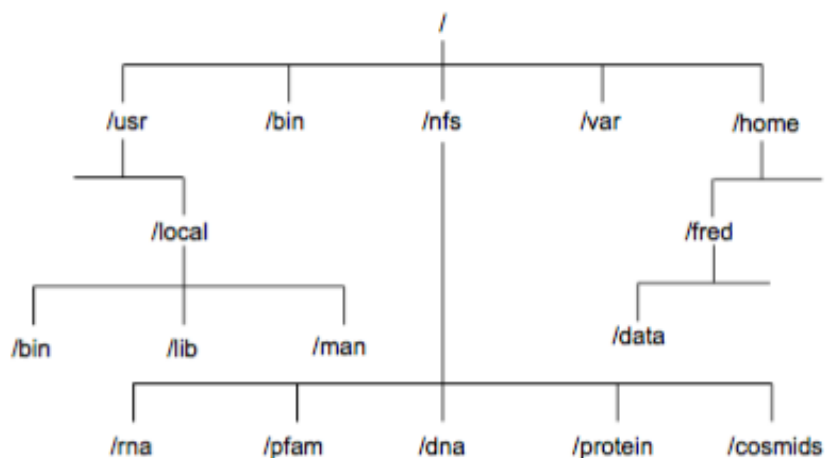 /
/usr /bin /nfs /var /home
/local /fred
/bin /lib /man /data
/rna /pfam /dna /protein /cosmids